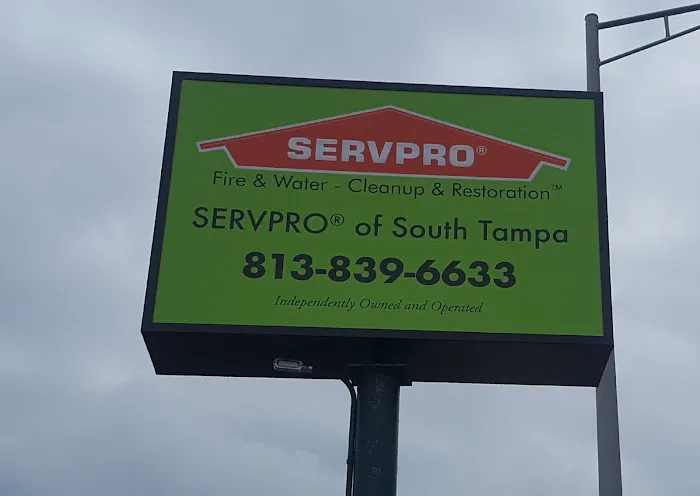 SERVPRO®
Fire & Water - Cleanup & Restoration™
SERVPRO® of South Tampa
813-839-6633
Independently Owned and Operated